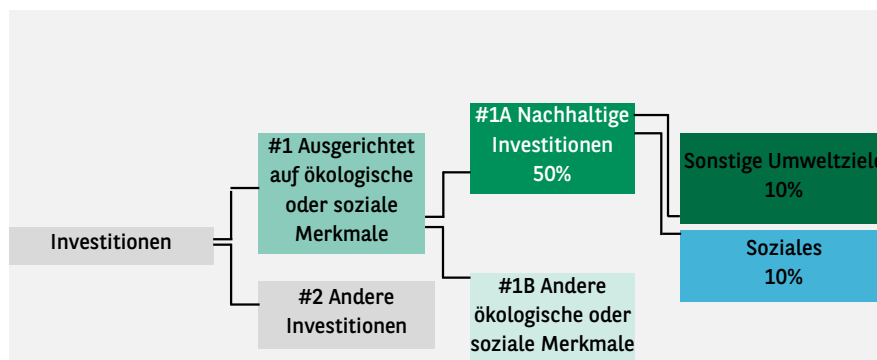 #1A Nachhaltige
Investitionen
50%
#1 Ausgerichtet
auf ökologische
oder soziale
Merkmale
Sonstige Umweltziele
10%
Investitionen
Soziales
10%
#2 Andere
Investitionen
#1B Andere
ökologische oder
soziale Merkmale